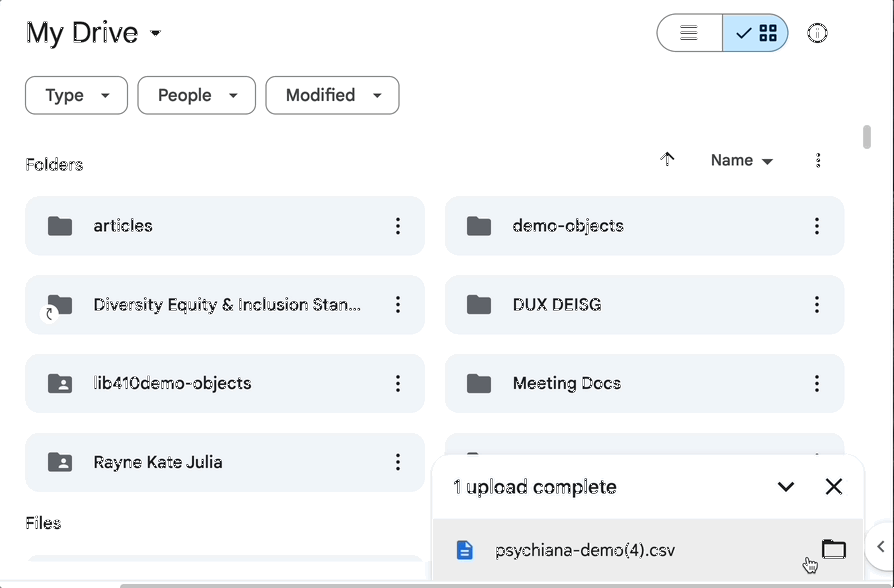 My Drive
Type
People
Modified
Folders
Name
articles
demo-objects
Diversity Equity & Inclusion Stan...
DUX DEISG
lib410demo-objects
Meeting Docs
Rayne Kate Julia
1 upload complete
Files
psychiana-demo(4).csv